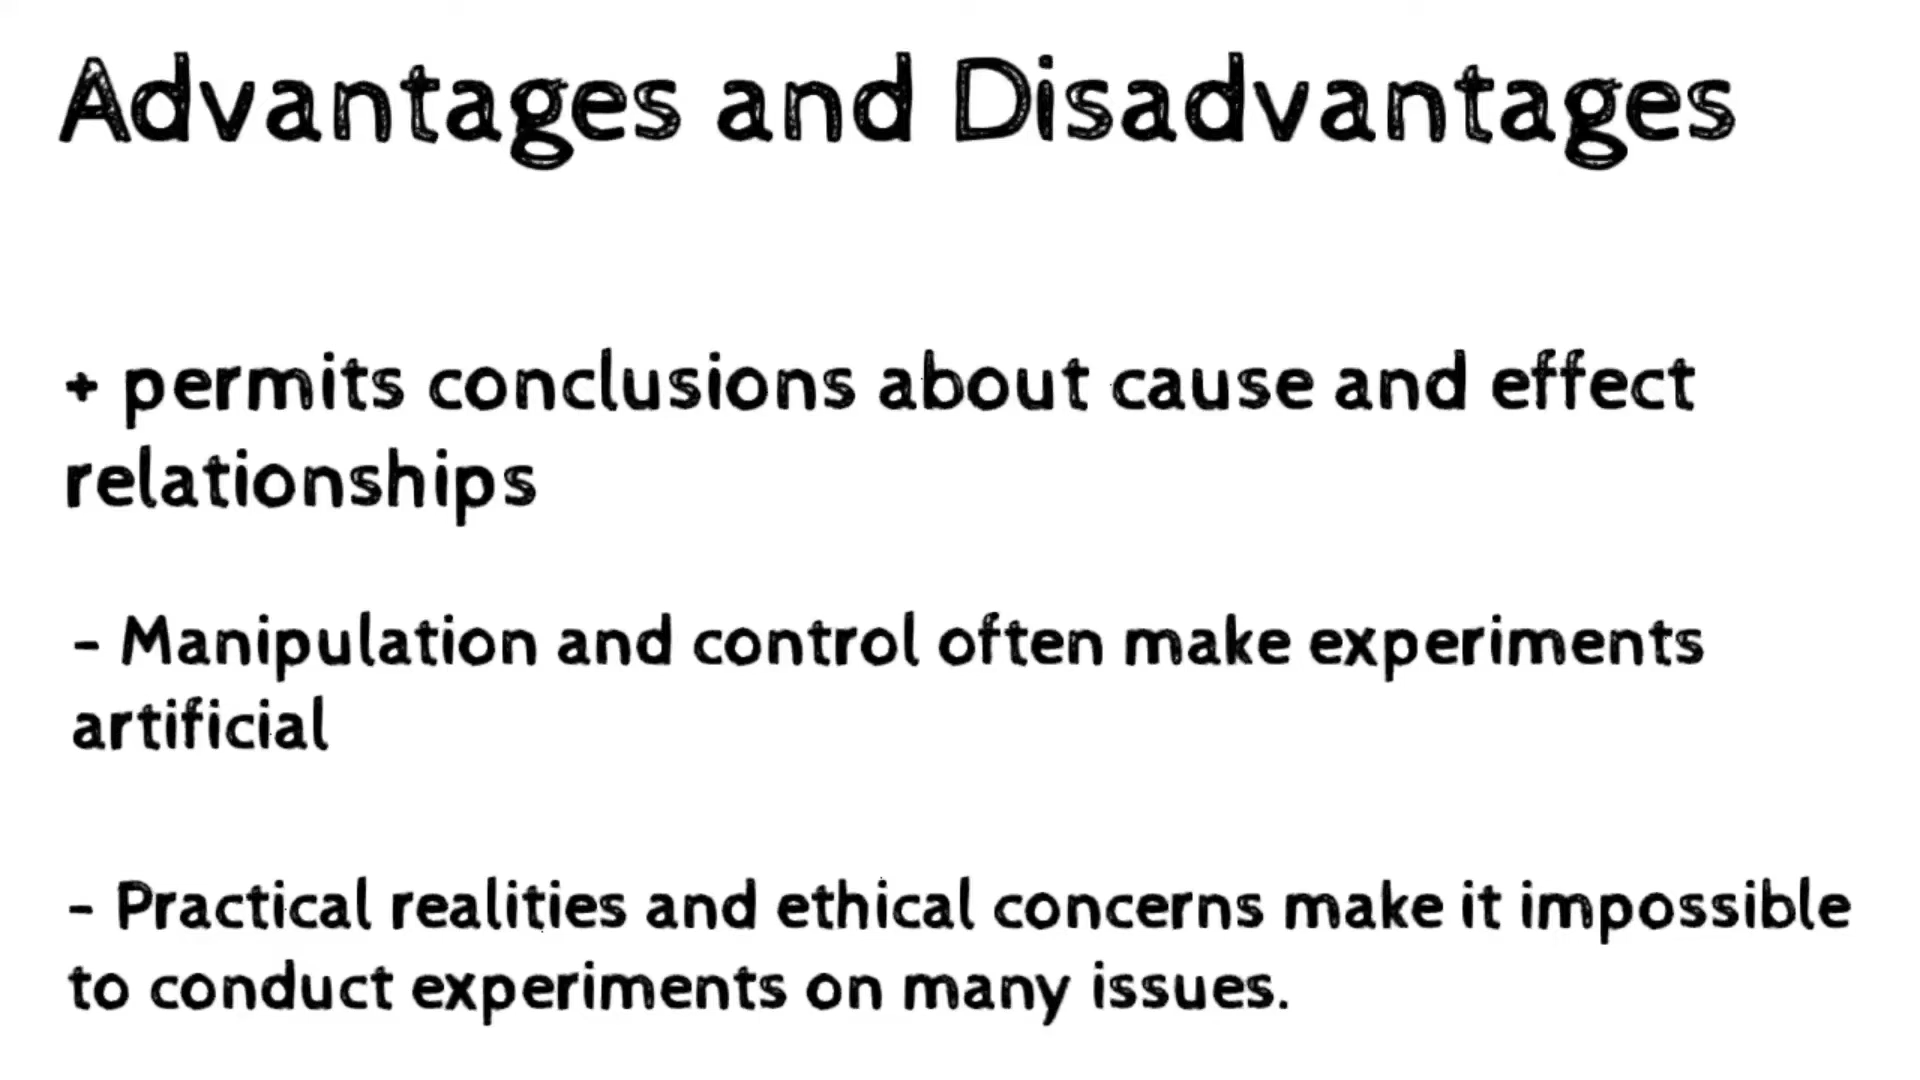 Advantages and Disadvantages
+ permits conclusions about cause and effect
relationships
- Manipulation and control often make experiments
artificial
- Practical realities and ethical concerns make it impossible
to conduct experiments on many issues.